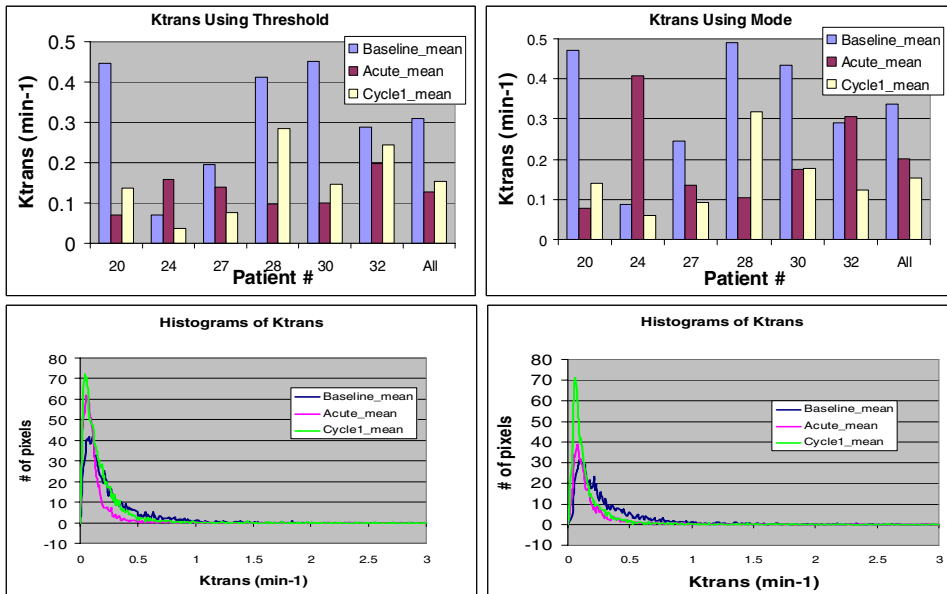 Ktrans Using Threshold
Ktrans (min-1)
0.5
0.4
0.3
0.2
0.1
0
Baseline_mean
Acute_mean
Cycle1_mean
20 24 27 28 30 32 All
Patient #
Ktrans Using Mode
Ktrans (min-1)
0.5
0.4
0.3
0.2
0.1
0
Baseline_mean
Acute_mean
Cycle1_mean
20 24 27 28 30 32 All
Patient #
Histograms of Ktrans
# of pixels
80
70
60
50
40
30
20
10
0
-10
Baseline_mean
Acute_mean
Cycle1_mean
0 0.5 1 1.5 2 2.5 3
Ktrans (min-1)
Histograms of Ktrans
# of pixels
80
70
60
50
40
30
20
10
0
-10
Baseline_mean
Acute_mean
Cycle1_mean
0 0.5 1 1.5 2 2.5 3
Ktrans (min-1)